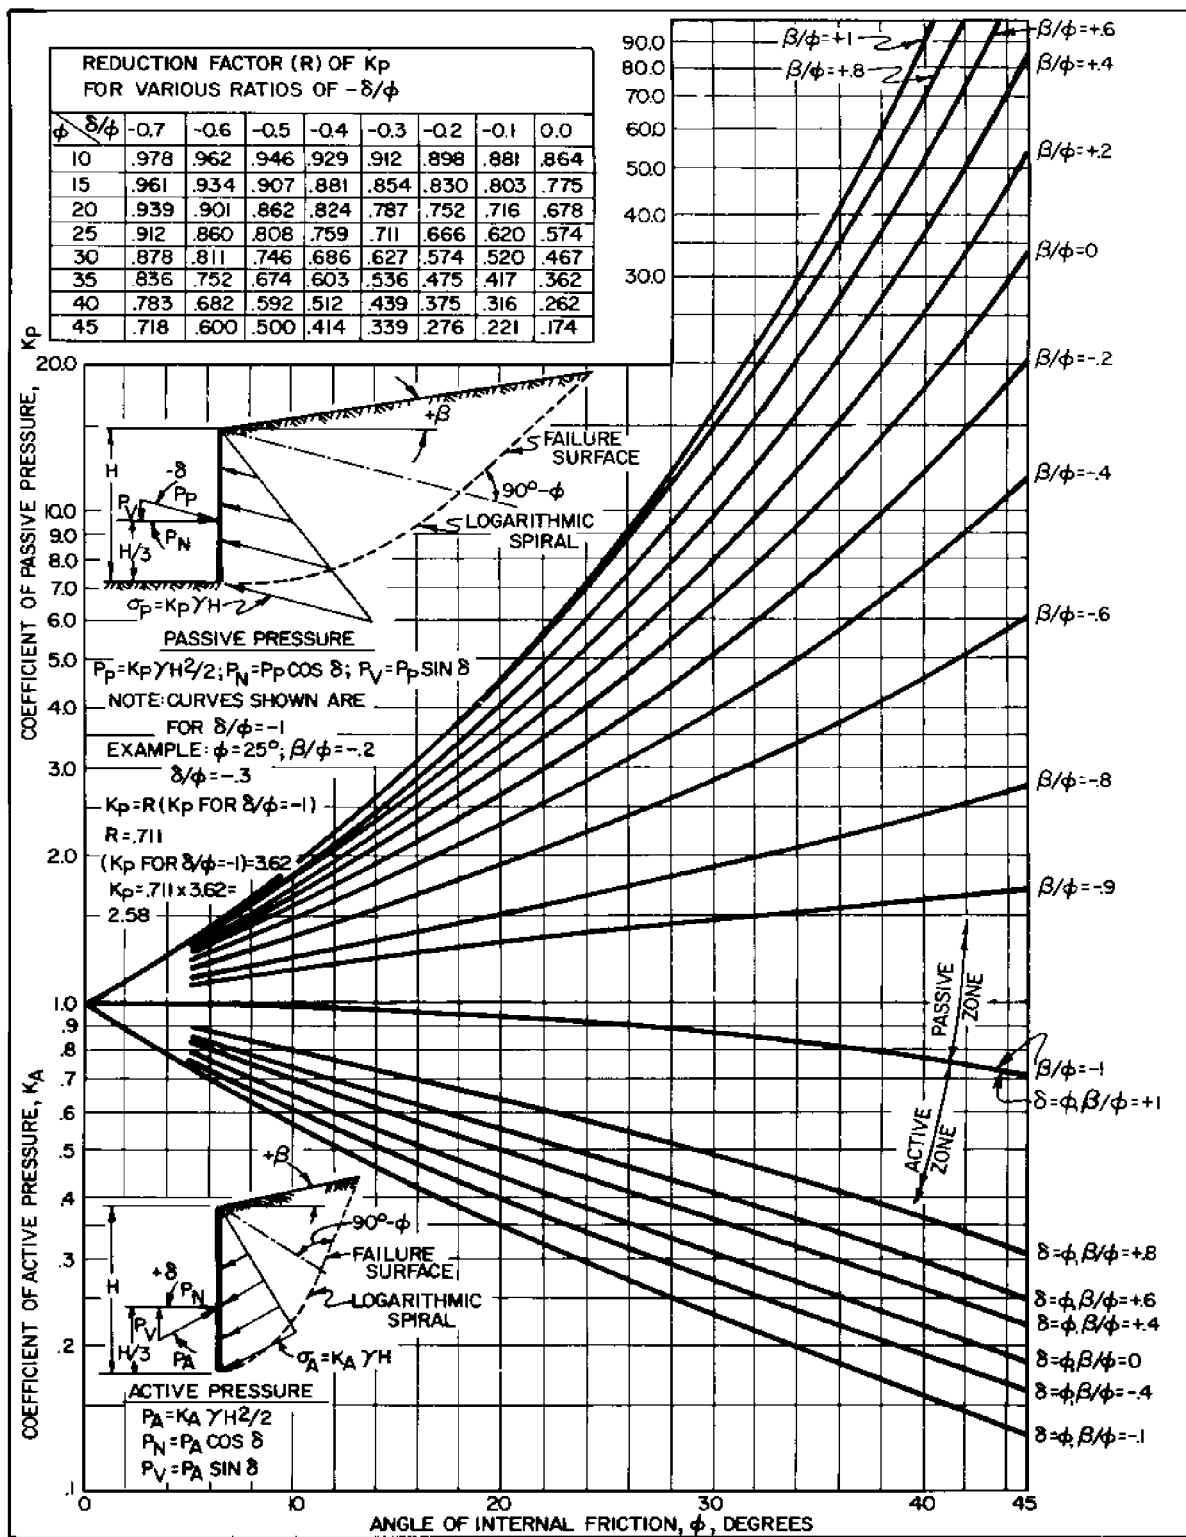 REDUCTION FACTOR (R) OF KP
FOR VARIOUS RATIOS OF -δ/ϕ
ϕ δ/ϕ -0.7 -0.6 -0.5 -0.4 -0.3 -0.2 -0.1 0.0
10 .978 .962 .946 .929 .912 .898 .881 .864
15 .961 .934 .907 .881 .854 .830 .803 .775
20 .939 .901 .862 .824 .787 .752 .716 .678
25 .912 .860 .808 .759 .711 .666 .620 .574
30 .878 .811 .746 .686 .627 .574 .520 .467
35 .836 .752 .674 .603 .536 .475 .417 .362
40 .783 .682 .592 .512 .439 .375 .316 .262
45 .718 .600 .500 .414 .339 .276 .221 .174
COEFFICIENT OF PASSIVE PRESSURE, KP
90.0
80.0
70.0
60.0
50.0
40.0
30.0
20.0
10.0
9.0
8.0
7.0
6.0
5.0
4.0
3.0
2.0
1.0
.9
.8
.7
.6
.5
.4
.3
.2
.1
COEFFICIENT OF ACTIVE PRESSURE, KA
β/ϕ=+1
β/ϕ=+.8
β/ϕ=+.6
β/ϕ=+.4
β/ϕ=+.2
β/ϕ=0
β/ϕ=-.2
β/ϕ=-.4
β/ϕ=-.6
β/ϕ=-.8
β/ϕ=-.9
β/ϕ=-1
δ=ϕ,β/ϕ=+1
δ=ϕ,β/ϕ=+.8
δ=ϕ,β/ϕ=+.6
δ=ϕ,β/ϕ=+.4
δ=ϕ,β/ϕ=0
δ=ϕ,β/ϕ=-.4
δ=ϕ,β/ϕ=-.1
PASSIVE
ZONE
ACTIVE
ZONE
+β
FAILURE
SURFACE
90°-ϕ
LOGARITHMIC
SPIRAL
H
-δ
PP
PV
PN
H/3
σP=KPγH
PASSIVE PRESSURE
PP=KPγH2/2; PN=PP COS δ; PV=PP SIN δ
NOTE: CURVES SHOWN ARE
FOR δ/ϕ=-1
EXAMPLE: ϕ=25°; β/ϕ=-.2
δ/ϕ=-.3
KP=R(KP FOR δ/ϕ=-1)
R=.711
(KP FOR δ/ϕ=-1)=3.62
KP=.711x3.62=
2.58
+β
90°-ϕ
FAILURE
SURFACE
LOGARITHMIC
SPIRAL
H
+δ
PN
PV
H/3
PA
σA=KAγH
ACTIVE PRESSURE
PA=KAγH2/2
PN=PA COS δ
PV=PA SIN δ
0 10 20 30 40 45
ANGLE OF INTERNAL FRICTION, ϕ, DEGREES